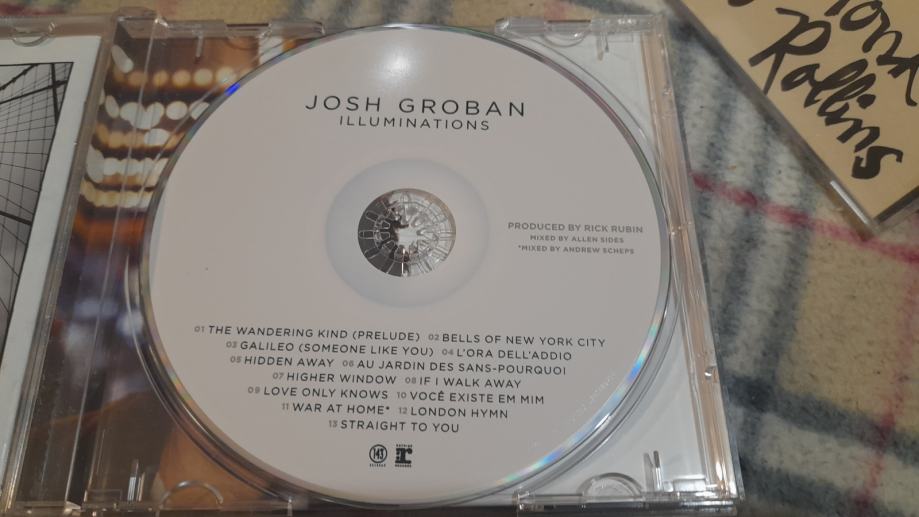 JOSH GROBAN
ILLUMINATIONS
PRODUCED BY RICK RUBIN
MIXED BY ALLEN SIDES
*MIXED BY ANDREW SCHEPS
01 THE WANDERING KIND (PRELUDE) 02 BELLS OF NEW YORK CITY
03 GALILEO (SOMEONE LIKE YOU) 04 L'ORA DELL'ADDIO
05 HIDDEN AWAY 06 AU JARDIN DES SANS-POURQUOI
07 HIGHER WINDOW 08 IF I WALK AWAY
09 LOVE ONLY KNOWS 10 VOCÊ EXISTE EM MIM
11 WAR AT HOME* 12 LONDON HYMN
13 STRAIGHT TO YOU
143
RECORDS
r
Rollins